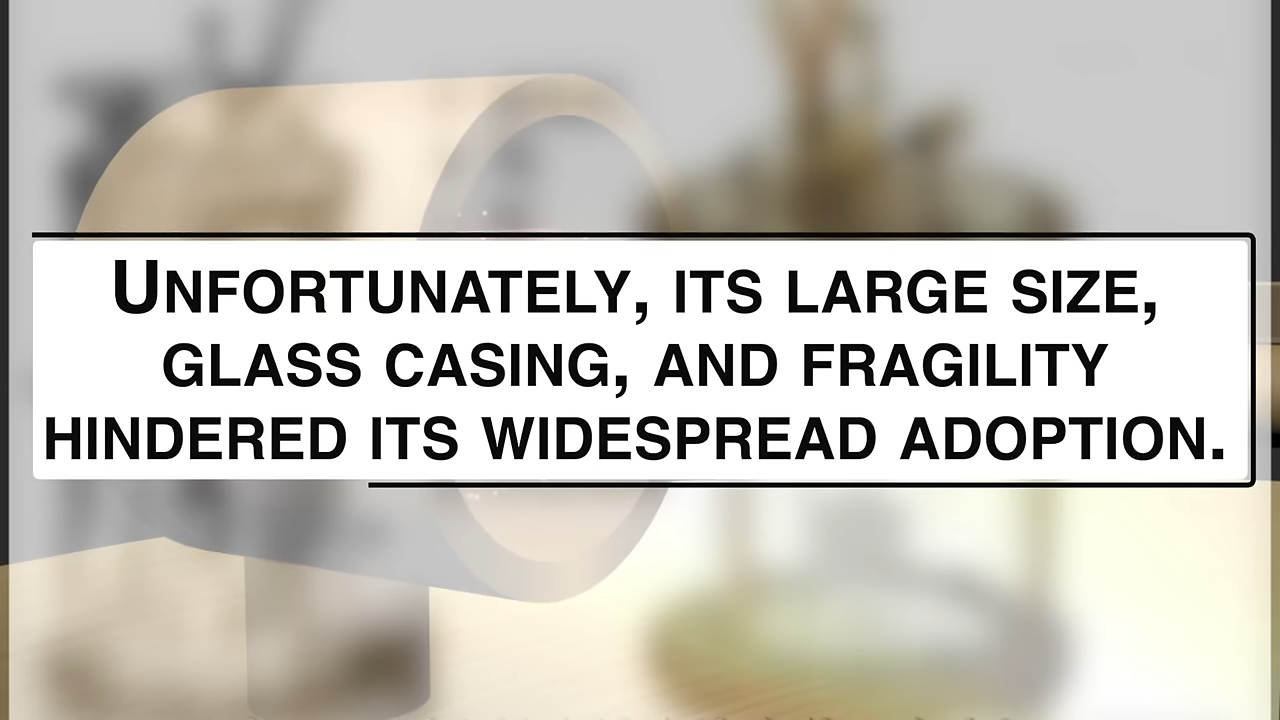 Unfortunately, its large size,
glass casing, and fragility
hindered its widespread adoption.